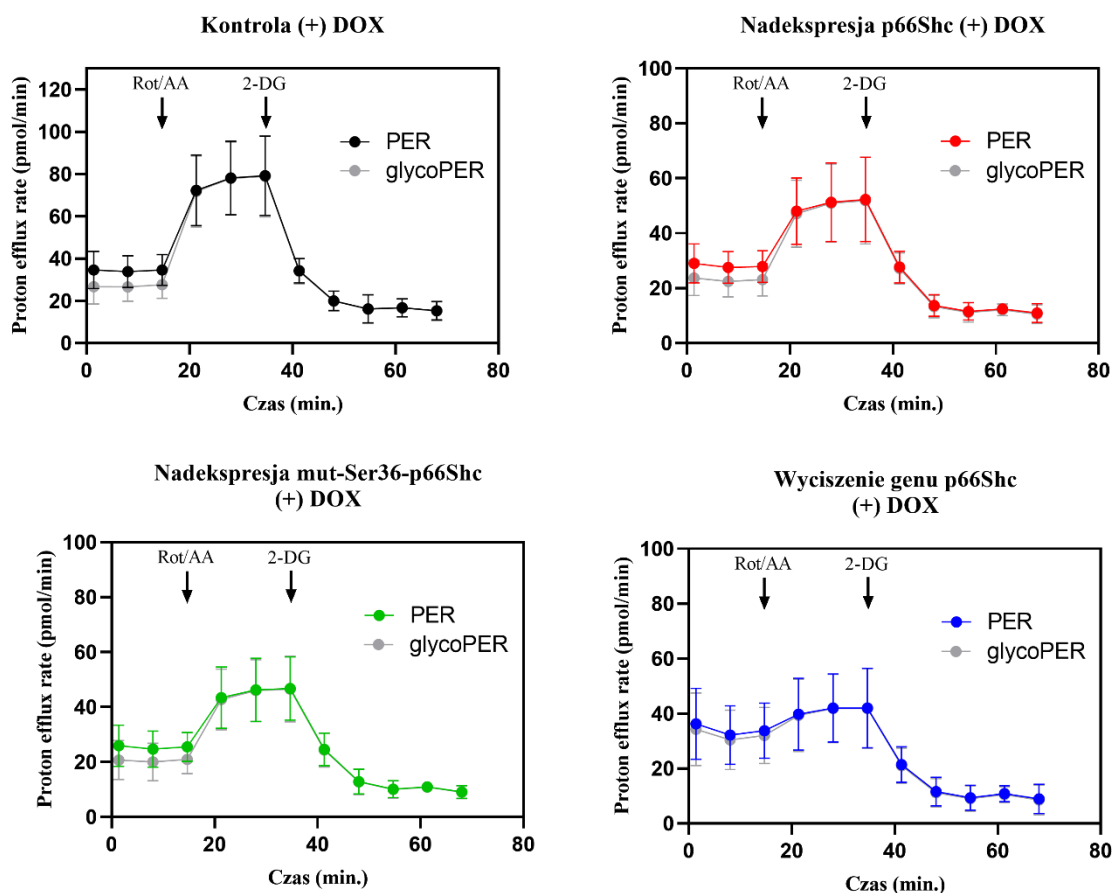 Kontrola (+) DOX
Proton efflux rate (pmol/min)
120
100
80
60
40
20
0
Rot/AA
2-DG
PER
glycoPER
0
20
40
60
80
Czas (min.)
Nadekspresja p66Shc (+) DOX
Proton efflux rate (pmol/min)
100
80
60
40
20
0
Rot/AA
2-DG
PER
glycoPER
0
20
40
60
80
Czas (min.)
Nadekspresja mut-Ser36-p66Shc
(+) DOX
Proton efflux rate (pmol/min)
100
80
60
40
20
0
Rot/AA
2-DG
PER
glycoPER
0
20
40
60
80
Czas (min.)
Wyciszenie genu p66Shc
(+) DOX
Proton efflux rate (pmol/min)
100
80
60
40
20
0
Rot/AA
2-DG
PER
glycoPER
0
20
40
60
80
Czas (min.)